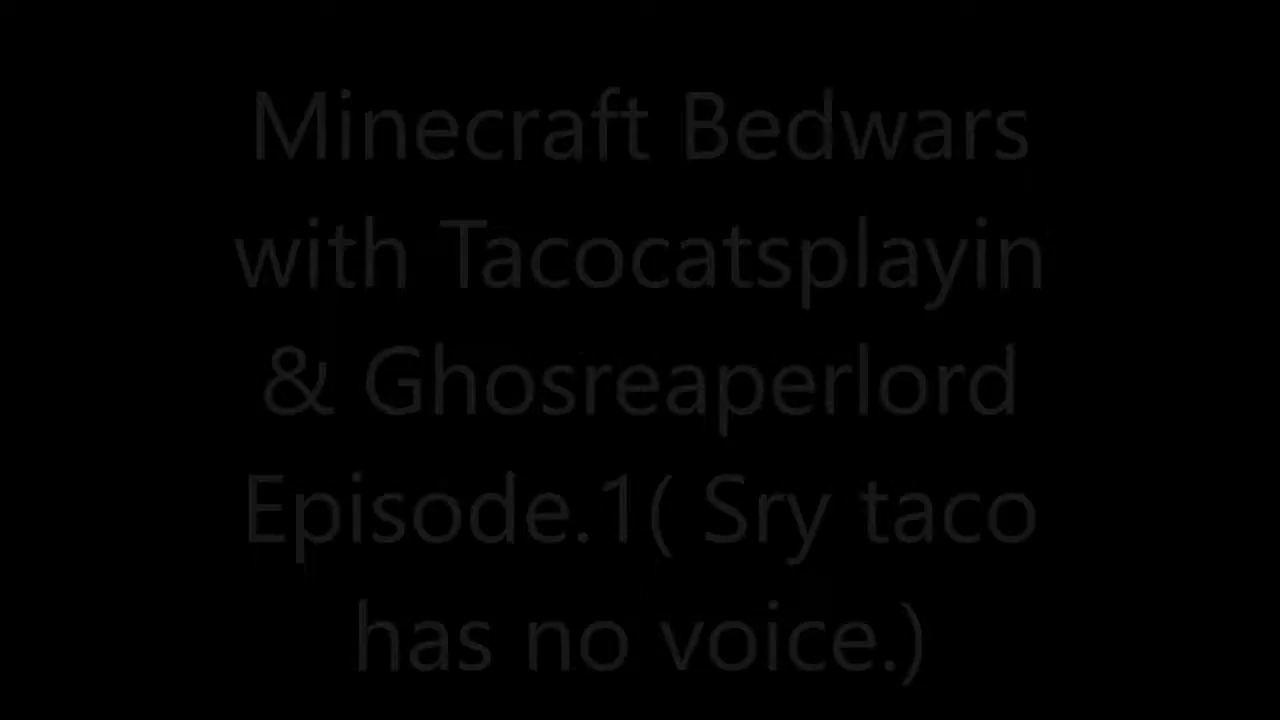 Minecraft Bedwars
with Tacocatsplayin
& Ghosreaperlord
Episode.1( Sry taco
has no voice.)